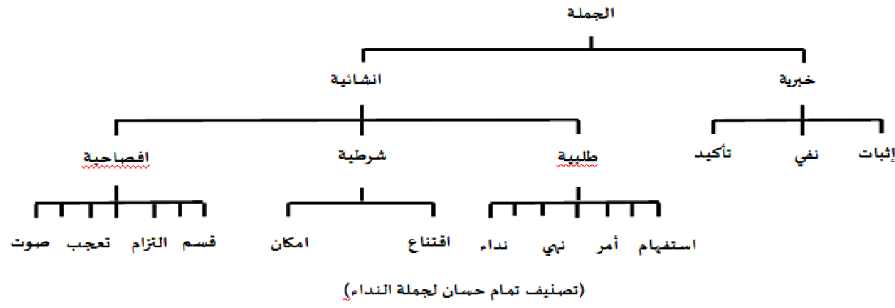 الجملة
خبرية انشائية
إثبات نفي تأكيد طلبية شرطية افصاحية
استفهام أمر نهي نداء اقتناع امكان قسم التزام تعجب صوت
(تصنيف تمام حسان لجملة النداء)